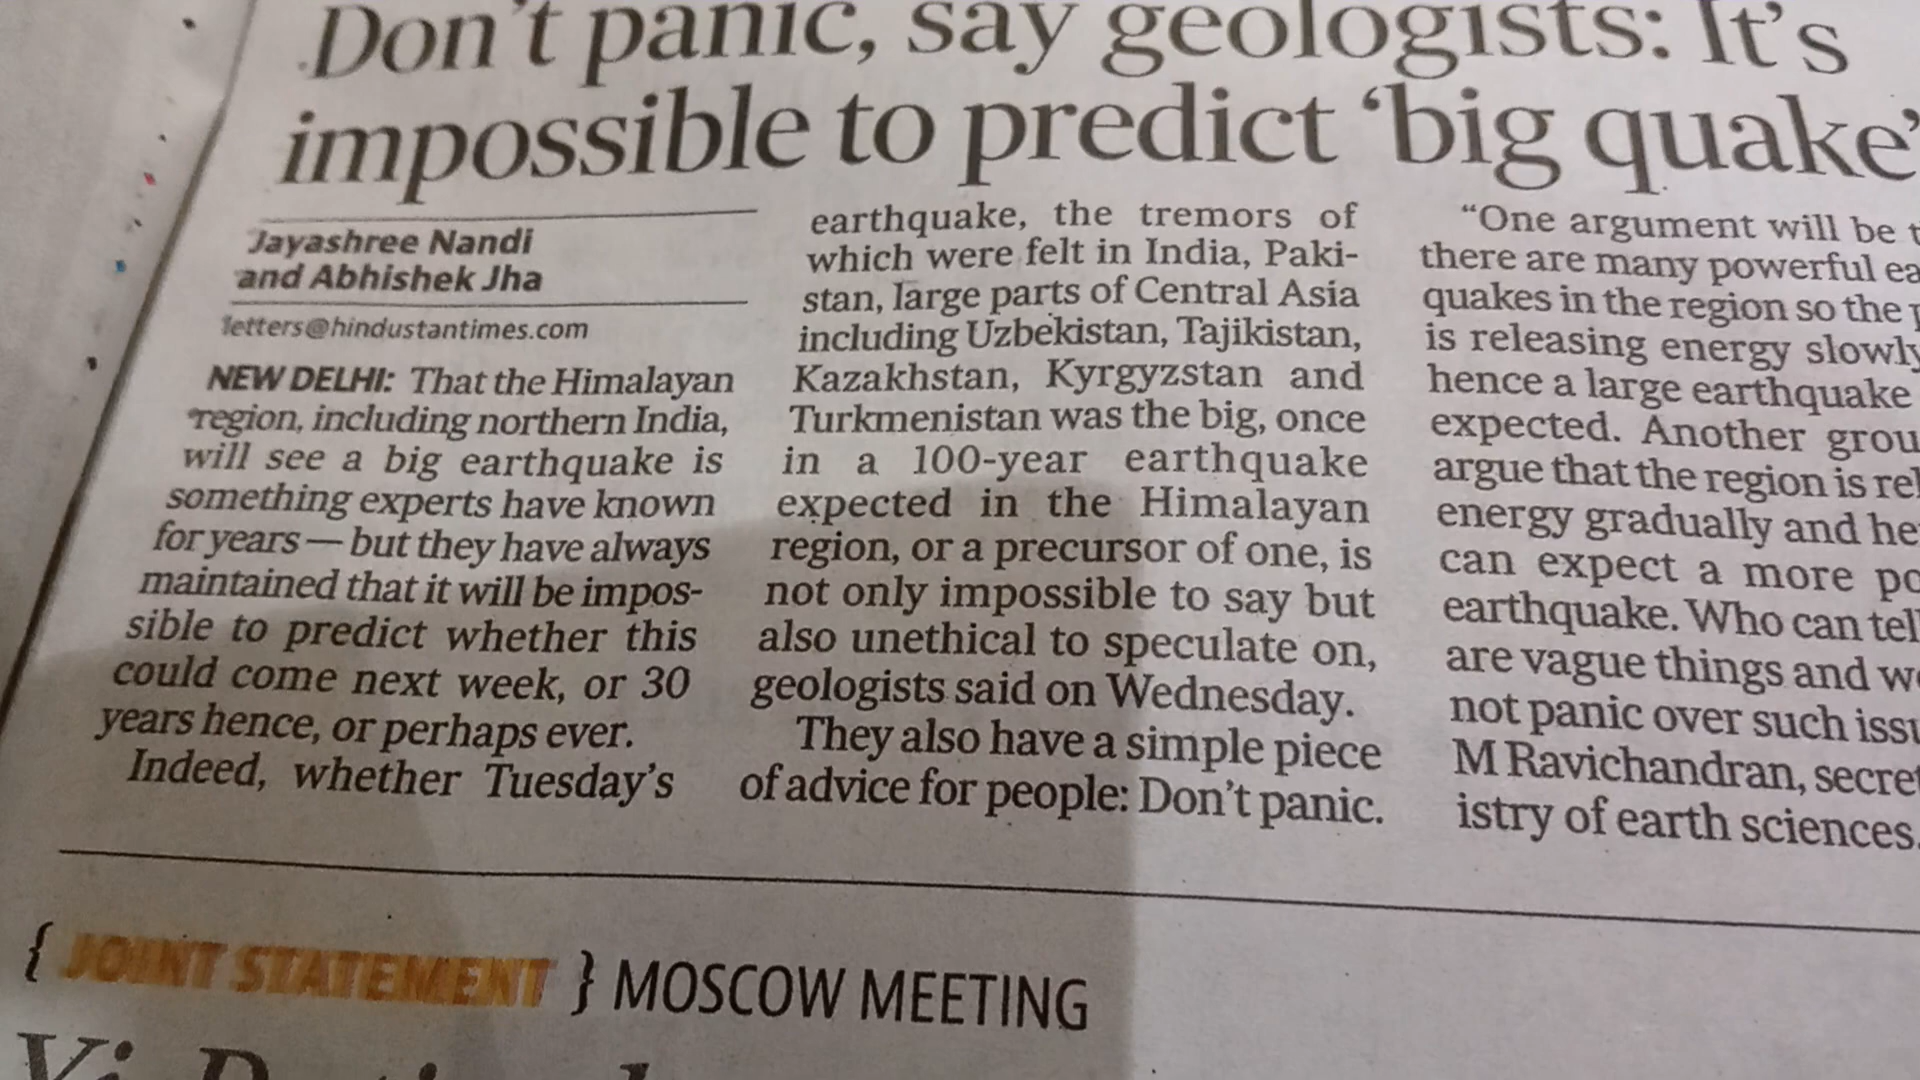 Don't panic, say geologists: It's
impossible to predict ‘big quake’
Jayashree Nandi
and Abhishek Jha
letters@hindustantimes.com
NEW DELHI: That the Himalayan
region, including northern India,
will see a big earthquake is
something experts have known
for years — but they have always
maintained that it will be impos-
sible to predict whether this
could come next week, or 30
years hence, or perhaps ever.
Indeed, whether Tuesday's
earthquake, the tremors of
which were felt in India, Paki-
stan, large parts of Central Asia
including Uzbekistan, Tajikistan,
Kazakhstan, Kyrgyzstan and
Turkmenistan was the big, once
in a 100-year earthquake
expected in the Himalayan
region, or a precursor of one, is
not only impossible to say but
also unethical to speculate on,
geologists said on Wednesday.
They also have a simple piece
of advice for people: Don't panic.
“One argument will be
there are many powerful
quakes in the region so the
is releasing energy slowly
hence a large earthquake
expected. Another
argue that the region is
energy gradually and
can expect a more
earthquake. Who can tell
are vague things and
not panic over such
M Ravichandran,
istry of earth sciences.
{ JOINT STATEMENT } MOSCOW MEETING